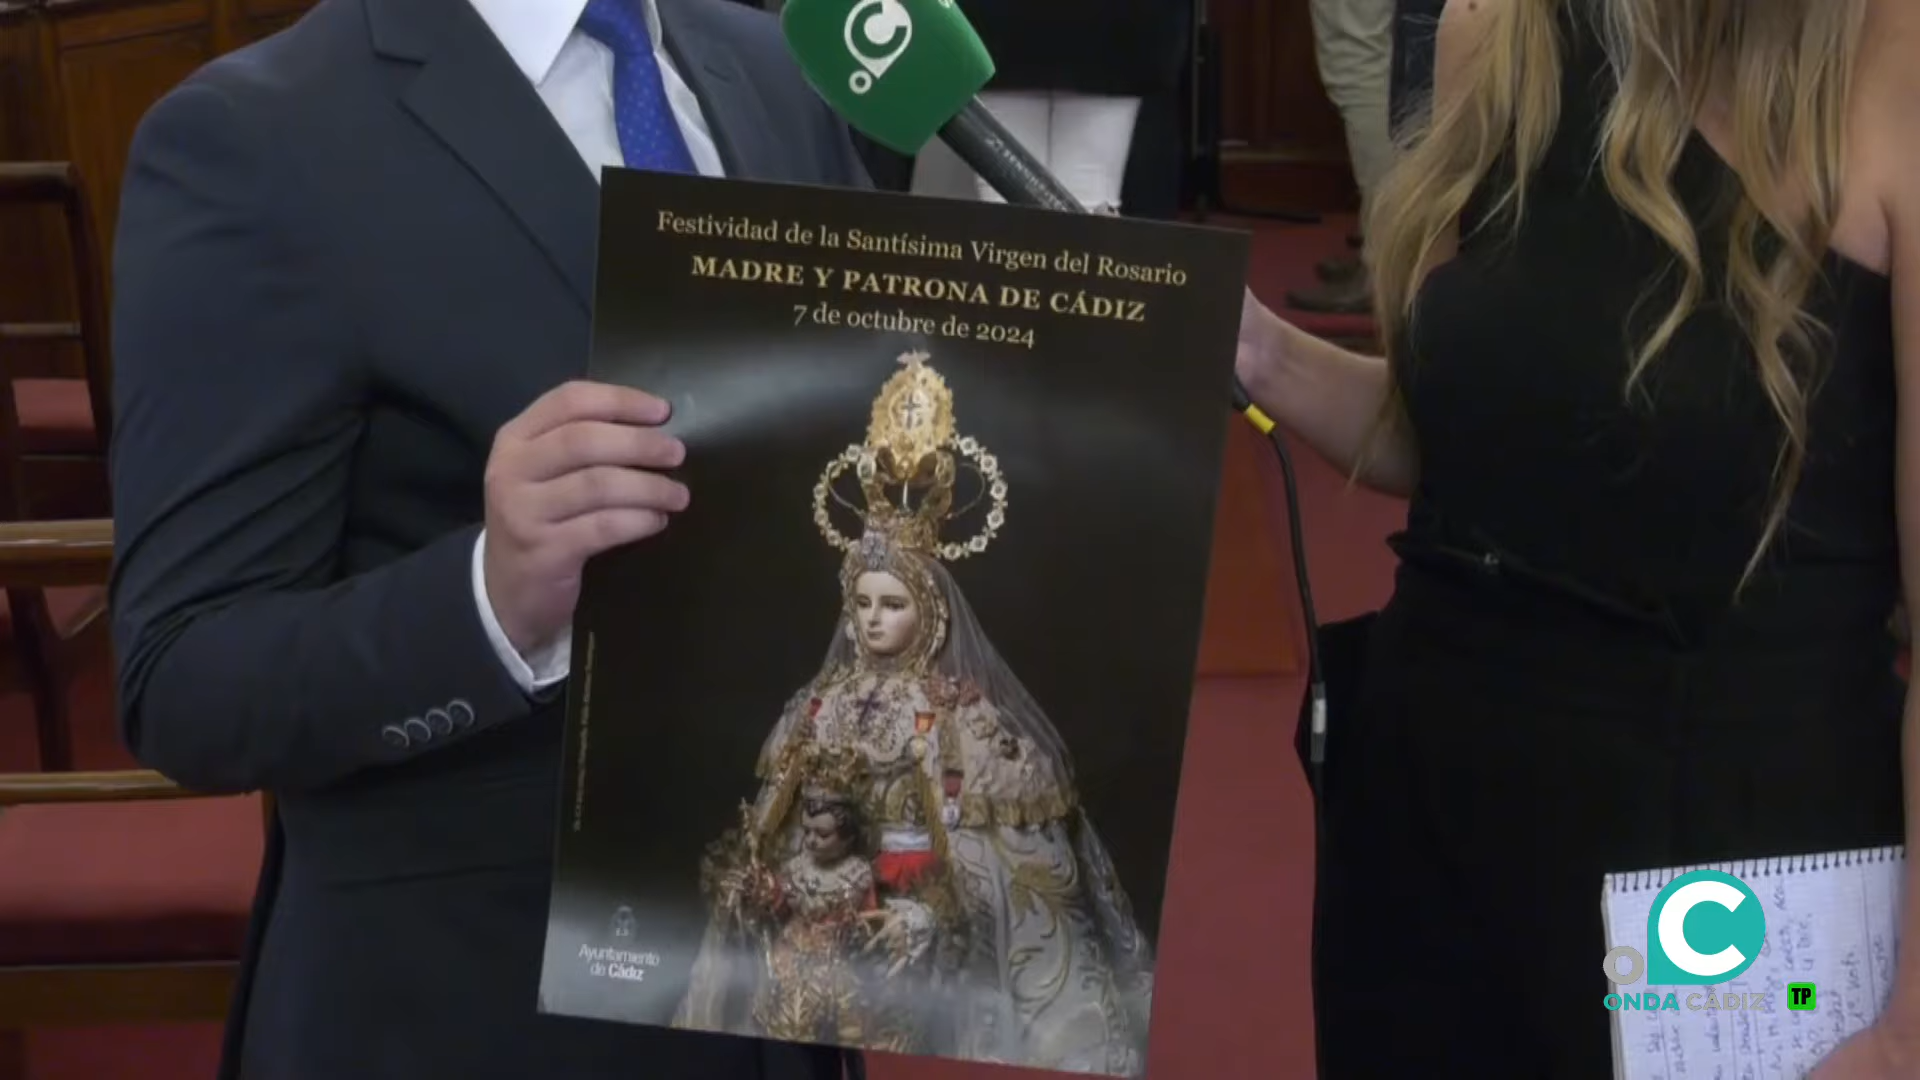 Festividad de la Santísima Virgen del Rosario
MADRE Y PATRONA DE CÁDIZ
7 de octubre de 2024
Ayuntamiento
de Cádiz
ONDA CÁDIZ
TP